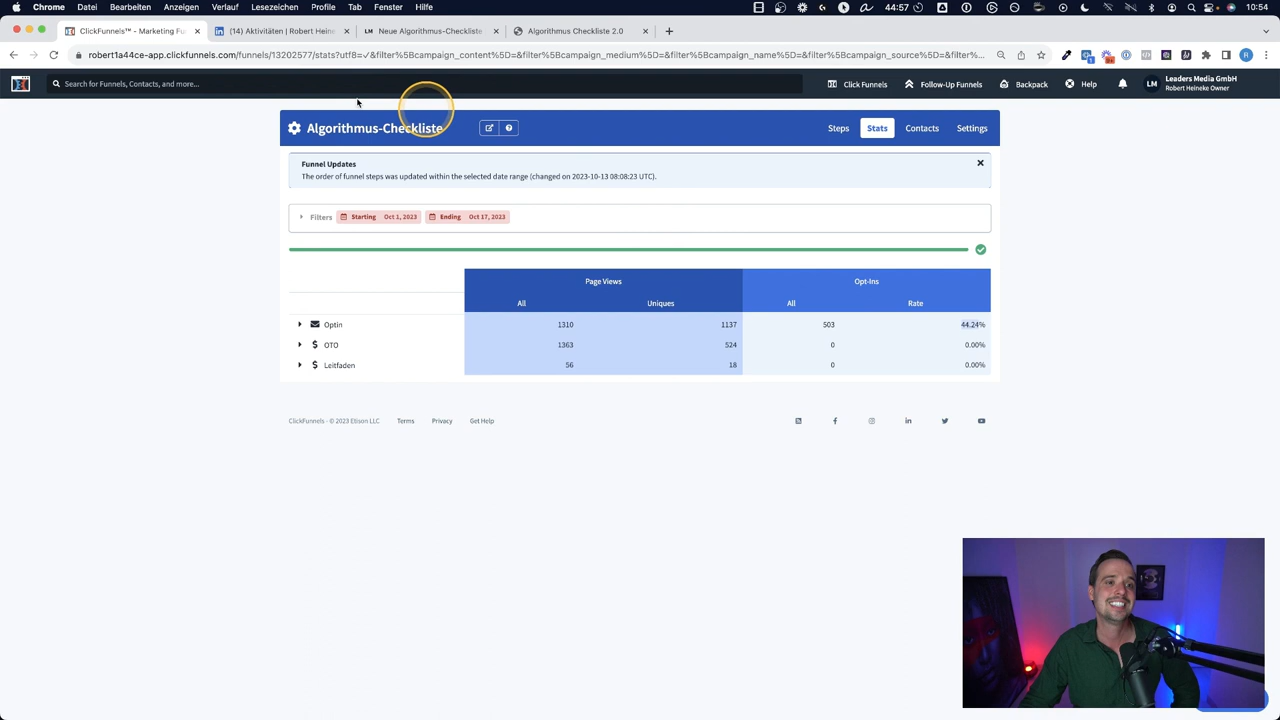 Chrome Datei Bearbeiten Anzeigen Verlauf Lesezeichen Profile Tab Fenster Hilfe 44:57 10:54
ClickFunnels™ - Marketing Fu (14) Aktivitäten | Robert Heine LM Neue Algorithmus-Checkliste Algorithmus Checkliste 2.0
robert1a44ce-app.clickfunnels.com/funnels/13202577/stats?utf8=✓&filter%5Bcampaign_content%5D=&filter%5Bcampaign_medium%5D=&filter%5Bcampaign_name%5D=&filter%5Bcampaign_source%5D=&filter%5... R
Search for Funnels, Contacts, and more... Click Funnels Follow-Up Funnels Backpack Help LM Leaders Media GmbH
Robert Heineke Owner
Algorithmus-Checkliste Steps Stats Contacts Settings
Funnel Updates
The order of funnel steps was updated within the selected date range (changed on 2023-10-13 08:08:23 UTC).
Filters Starting Oct 1, 2023 Ending Oct 17, 2023
Page Views Opt-Ins
All Uniques All Rate
Optin 1310 1137 503 44.24%
$ OTO 1363 524 0 0.00%
$ Leitfaden 56 18 0 0.00%
ClickFunnels - © 2023 Etison LLC Terms Privacy Get Help